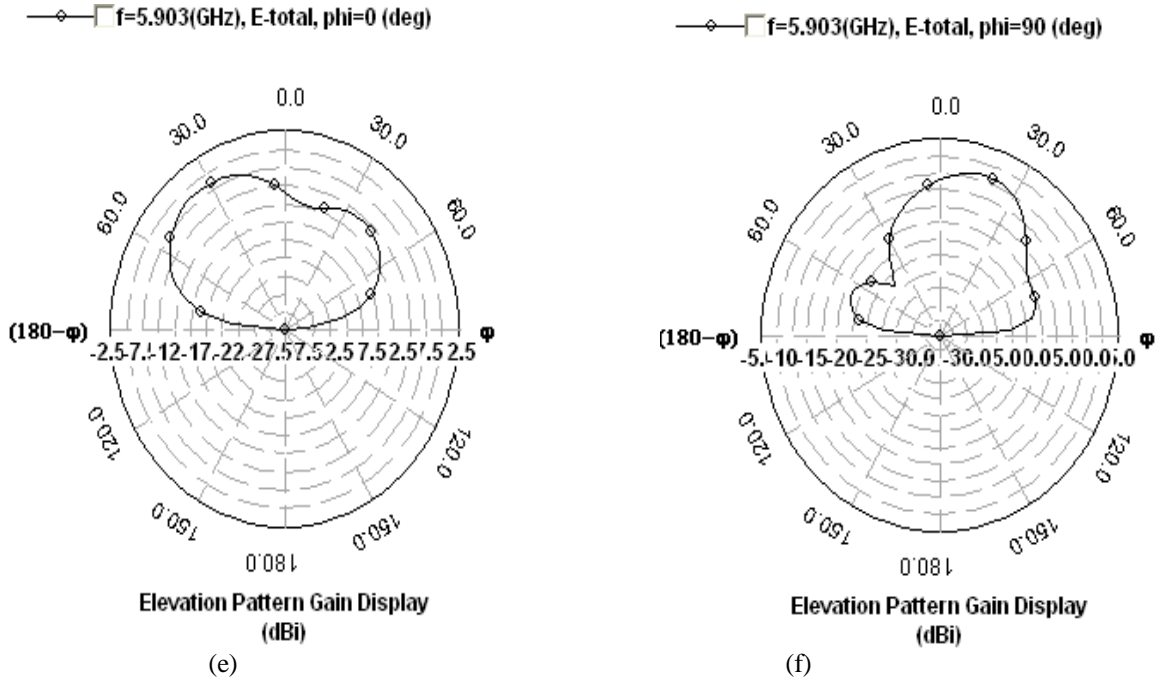 f=5.903(GHz), E-total, phi=0 (deg)
0.0
30.0
30.0
60.0
60.0
(180-φ)
φ
120.0
120.0
150.0
150.0
180.0
Elevation Pattern Gain Display
(dBi)
(e)
f=5.903(GHz), E-total, phi=90 (deg)
0.0
30.0
30.0
60.0
60.0
(180-φ)
φ
120.0
120.0
150.0
150.0
180.0
Elevation Pattern Gain Display
(dBi)
(f)